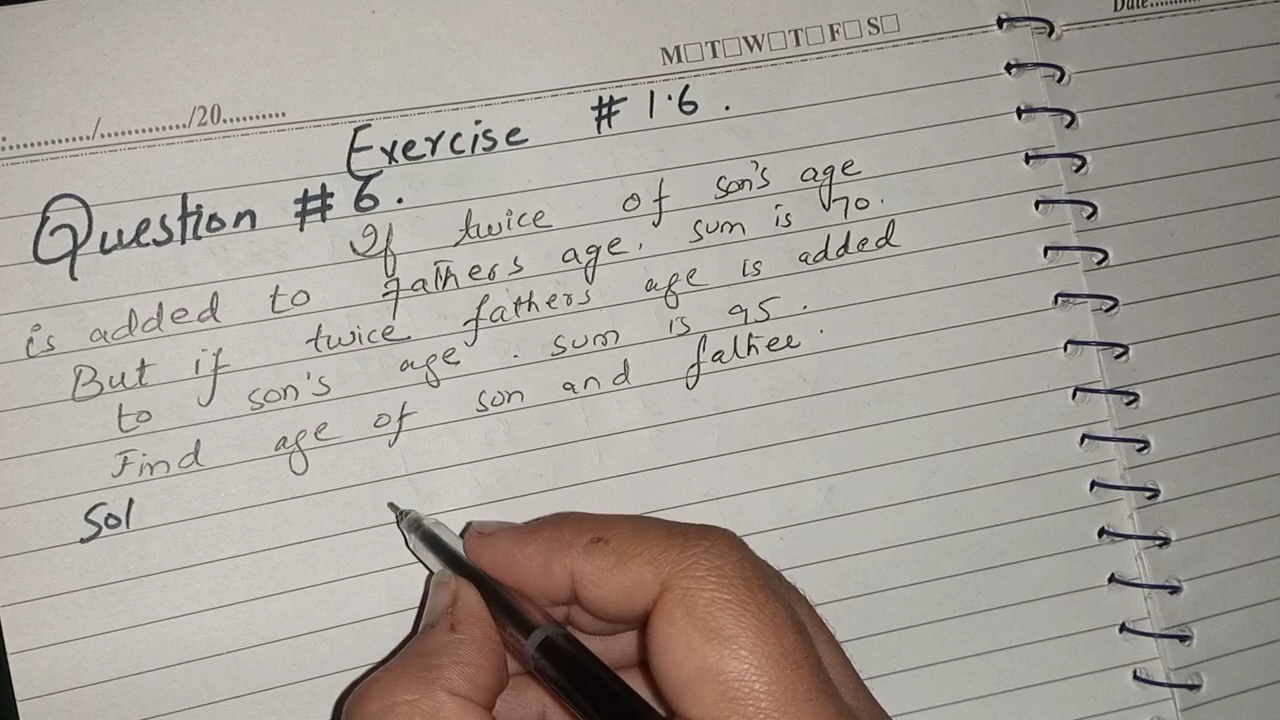 Date..........
M□T□W□T□F□S□
:............/............./20..........
Exercise # 1.6 .
Question # 6.
If twice of son's age
is added to fathers age. sum is 70.
But if twice fathers age is added
to son's age . sum is 95 .
Find age of son and father .
Sol